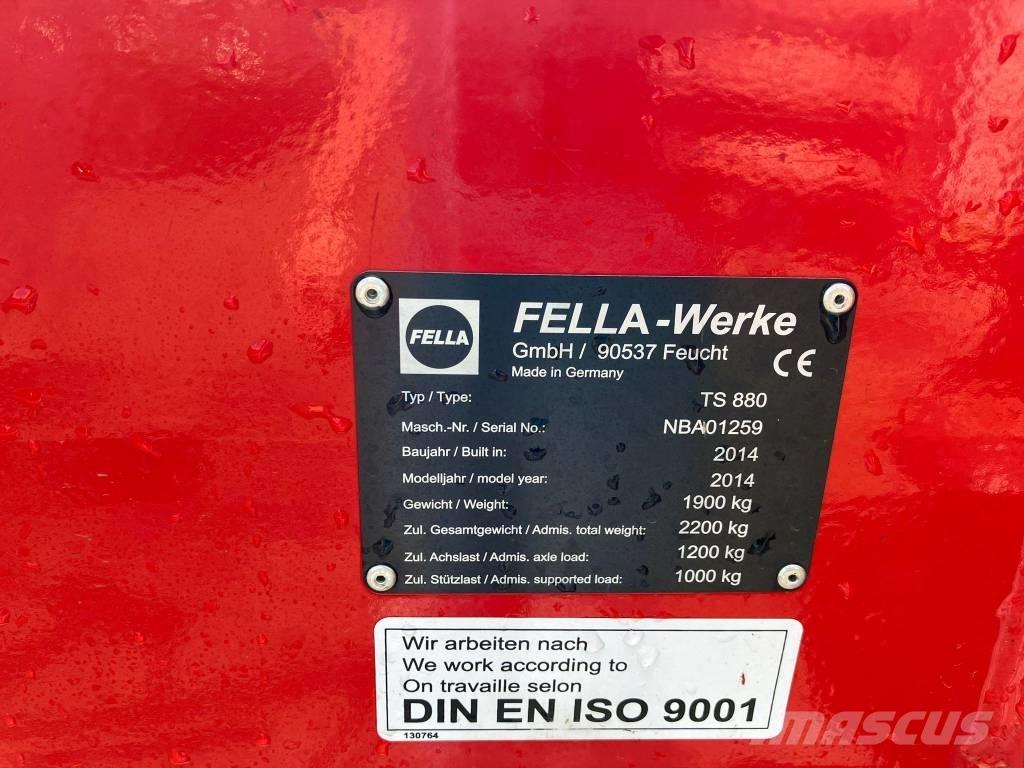 FELLA
FELLA-Werke
GmbH / 90537 Feucht
Made in Germany
CE
Typ / Type: TS 880
Masch.-Nr. / Serial No.: NBA01259
Baujahr / Built in: 2014
Modelljahr / model year: 2014
Gewicht / Weight: 1900 kg
Zul. Gesamtgewicht / Admis. total weight: 2200 kg
Zul. Achslast / Admis. axle load: 1200 kg
Zul. Stützlast / Admis. supported load: 1000 kg
Wir arbeiten nach
We work according to
On travaille selon
DIN EN ISO 9001
130764
MASCUS